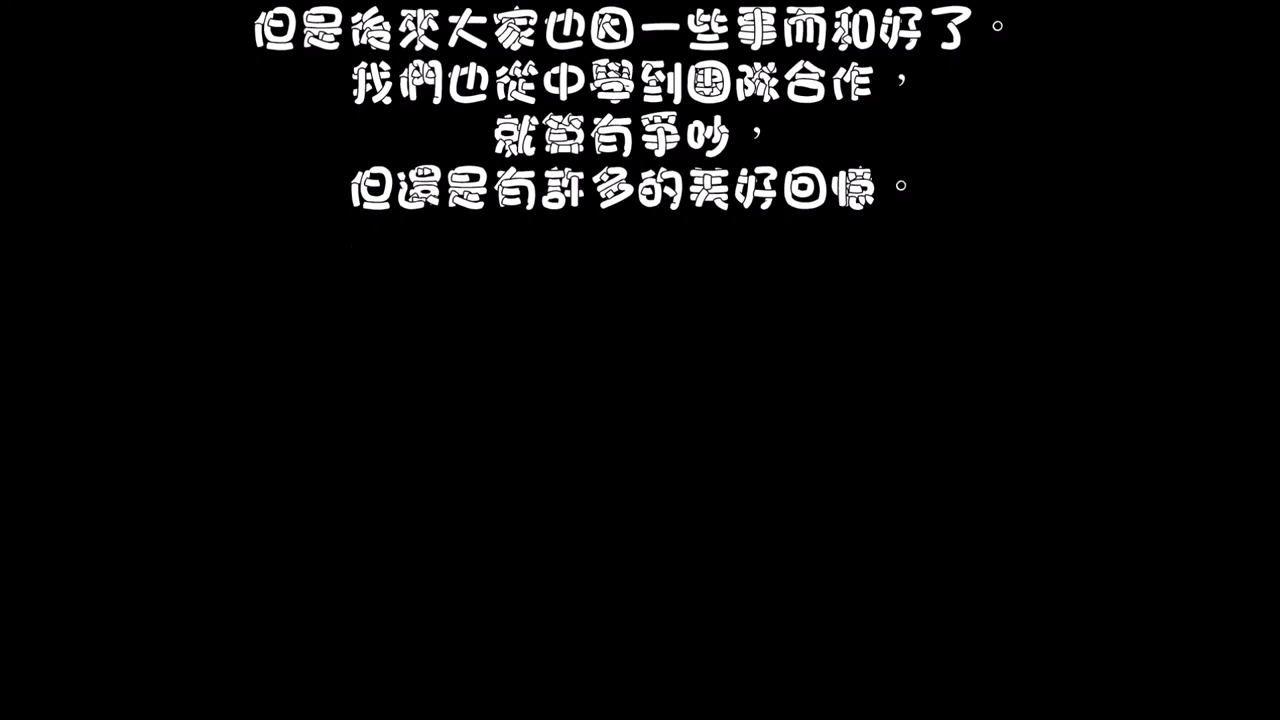 但是後來大家也因一些事而和好了。
我們也從中學到團隊合作，
就算有爭吵，
但還是有許多的美好回憶。